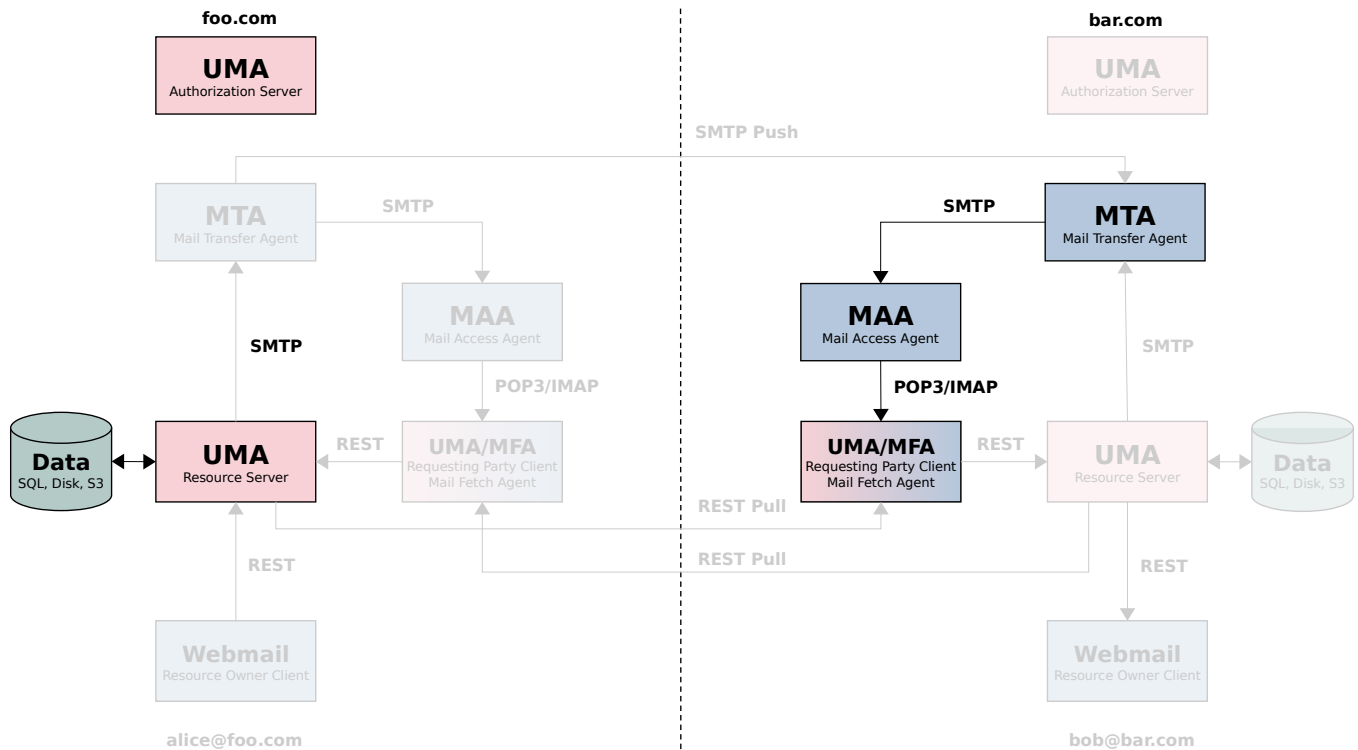 foo.com
bar.com
UMA
Authorization Server
UMA
Authorization Server
SMTP Push
MTA
Mail Transfer Agent
SMTP
SMTP
MTA
Mail Transfer Agent
MAA
Mail Access Agent
MAA
Mail Access Agent
SMTP
SMTP
POP3/IMAP
POP3/IMAP
Data
SQL, Disk, S3
UMA
Resource Server
REST
UMA/MFA
Requesting Party Client
Mail Fetch Agent
UMA/MFA
Requesting Party Client
Mail Fetch Agent
REST
UMA
Resource Server
Data
SQL, Disk, S3
REST Pull
REST Pull
REST
REST
Webmail
Resource Owner Client
Webmail
Resource Owner Client
alice@foo.com
bob@bar.com